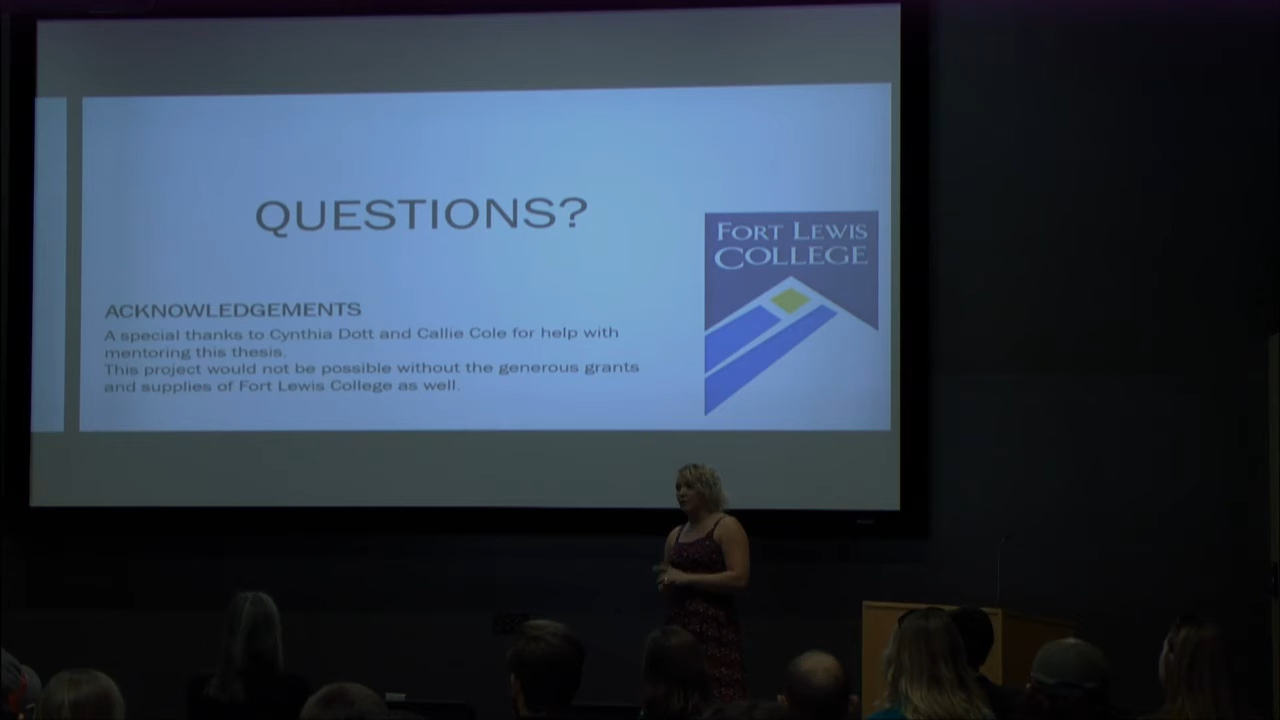 QUESTIONS?
FORT LEWIS
COLLEGE
ACKNOWLEDGEMENTS
A special thanks to Cynthia Dott and Callie Cole for help with
mentoring this thesis.
This project would not be possible without the generous grants
and supplies of Fort Lewis College as well.